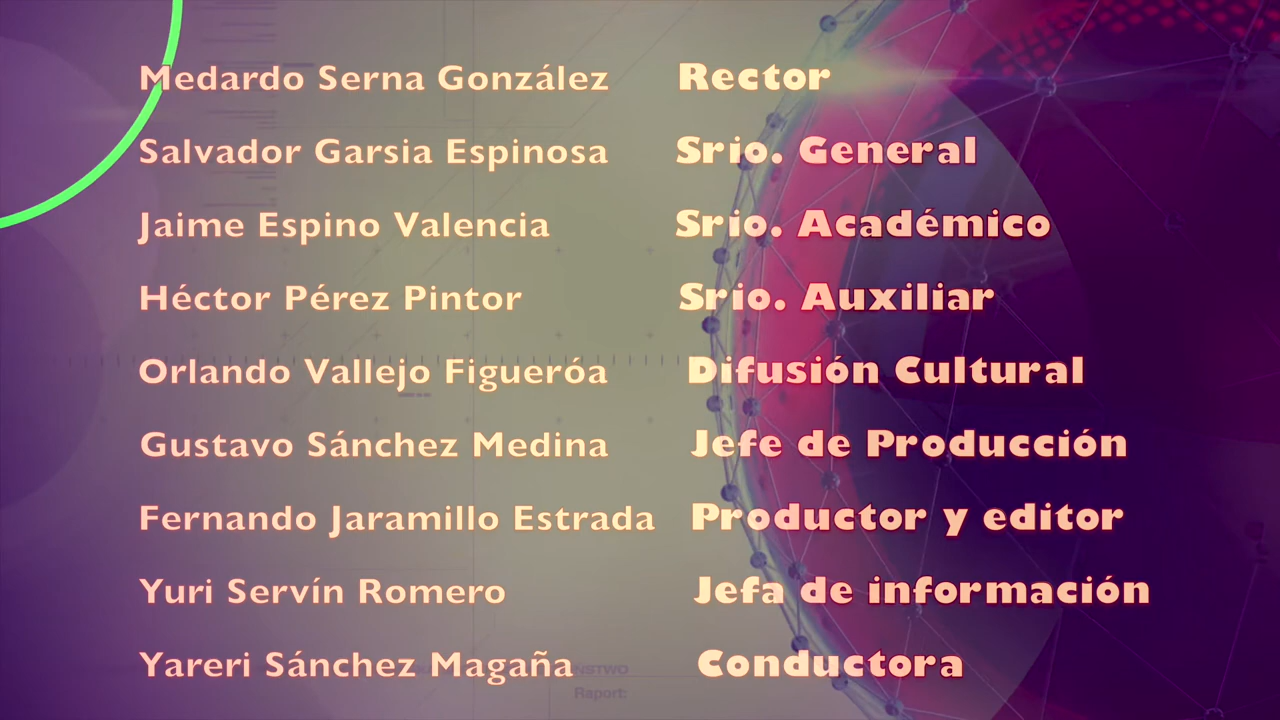 Medardo Serna González Rector
Salvador Garsia Espinosa Srio. General
Jaime Espino Valencia Srio. Académico
Héctor Pérez Pintor Srio. Auxiliar
Orlando Vallejo Figueróa Difusión Cultural
Gustavo Sánchez Medina Jefe de Producción
Fernando Jaramillo Estrada Productor y editor
Yuri Servín Romero Jefa de información
Yareri Sánchez Magaña Conductora
Raport: